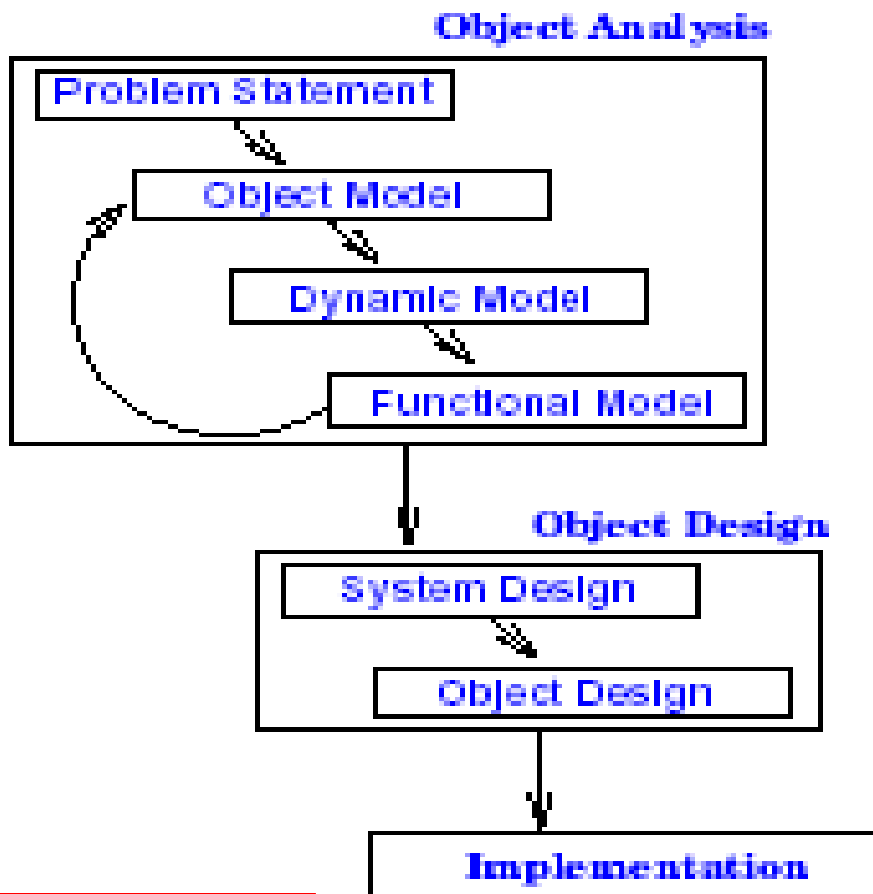 Object Analysis
Problem Statement
Object Model
Dynamic Model
Functional Model
Object Design
System Design
Object Design
Implementation